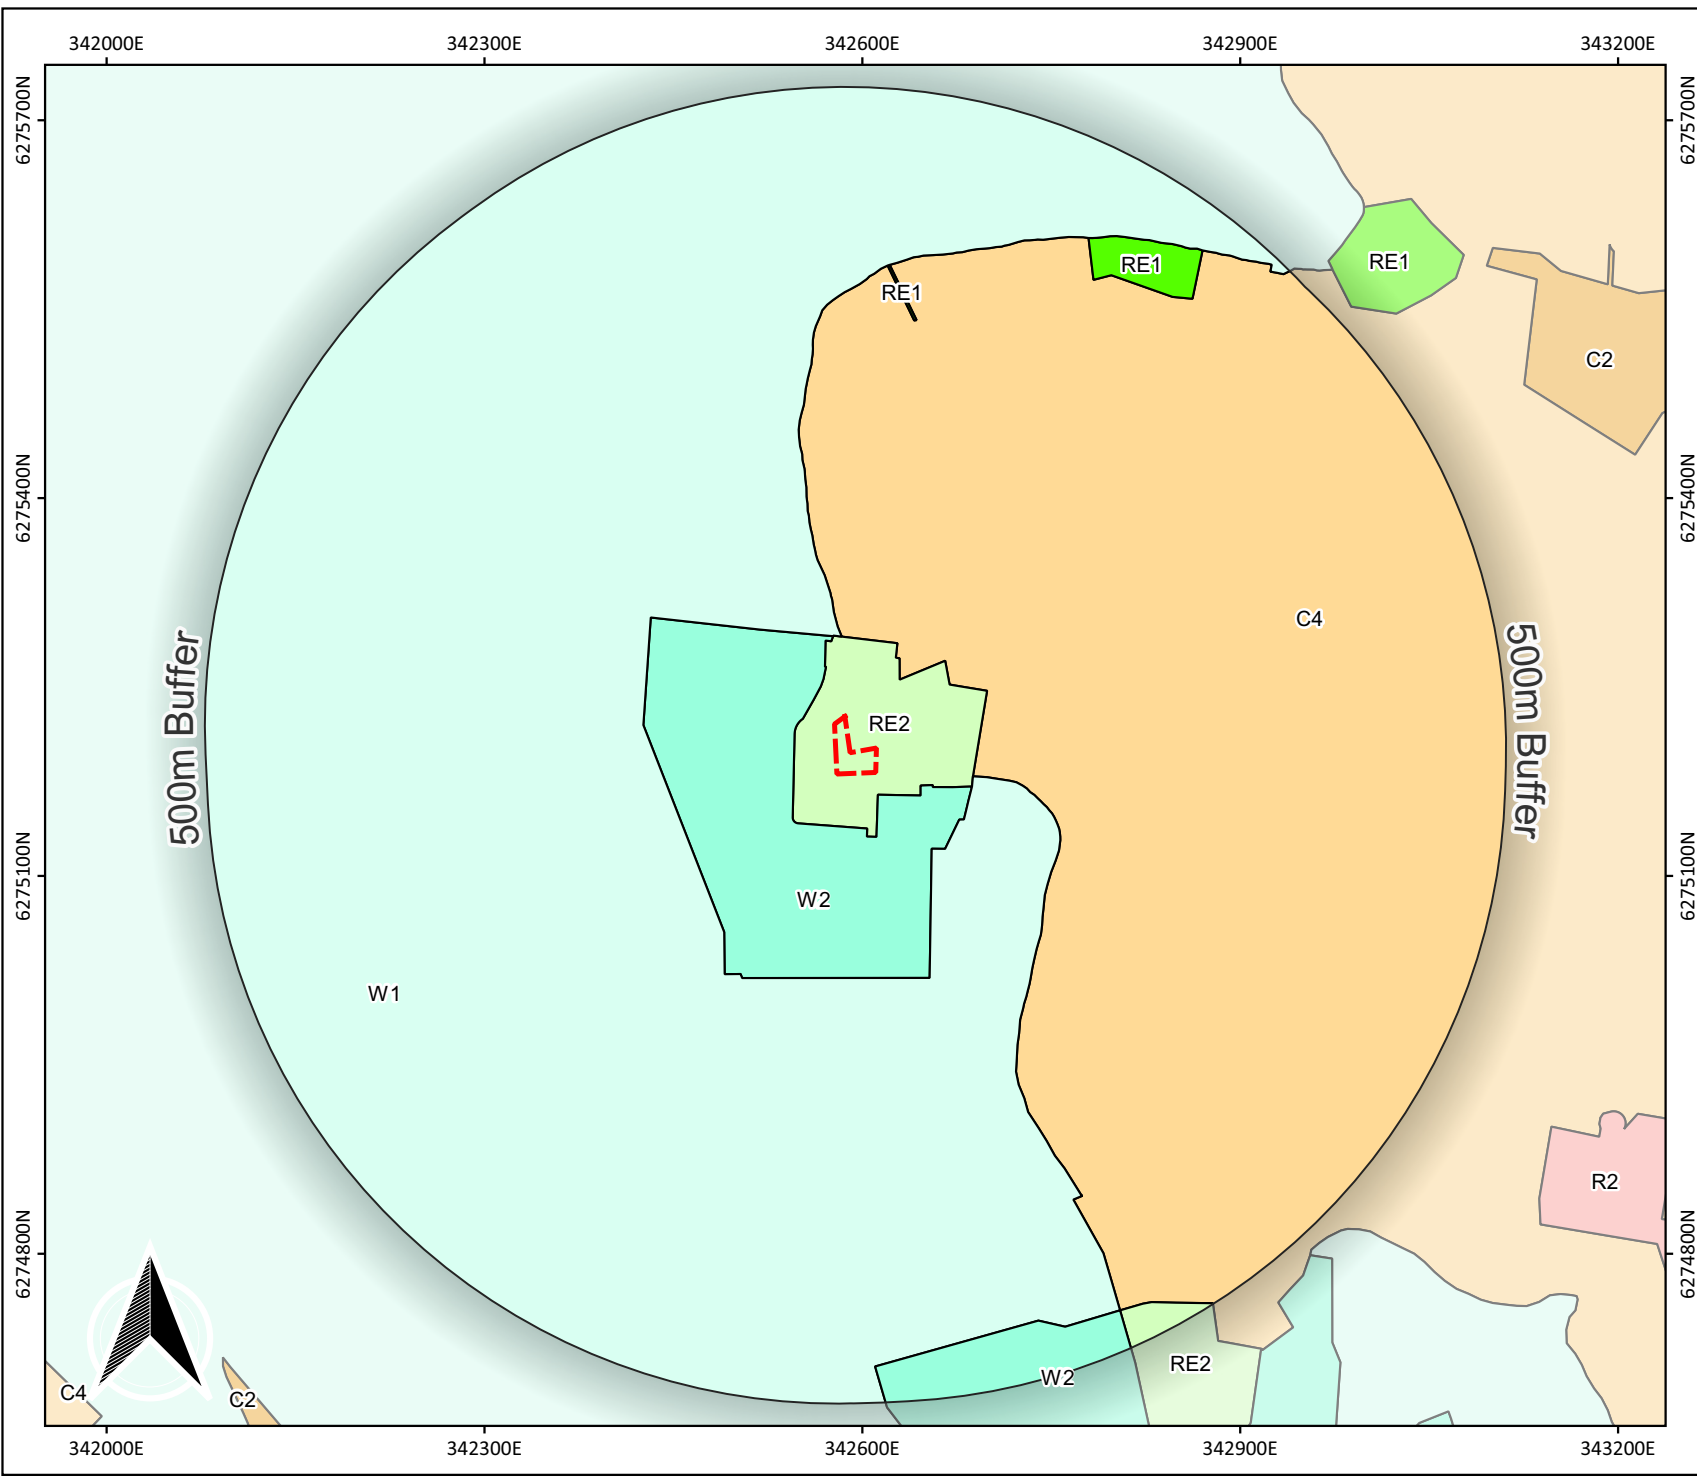 342000E 342300E 342600E 342900E 343200E
6275700N 6275700N
RE1 RE1
RE1
C2
6275400N 6275400N
C4
500m Buffer 500m Buffer
RE2
6275100N 6275100N
W2
W1
R2
6274800N 6274800N
RE2
W2
C4 C2
342000E 342300E 342600E 342900E 343200E